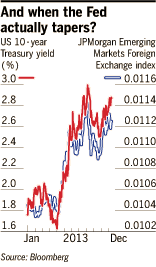 And when the Fed
actually tapers?
US 10-year
Treasury yield
(%)
JPMorgan Emerging
Markets Foreign
Exchange index
3.0
2.8
2.6
2.4
2.2
2.0
1.8
1.6
0.0116
0.0114
0.0112
0.0110
0.0108
0.0106
0.0104
0.0102
Jan 2013 Dec
Source: Bloomberg